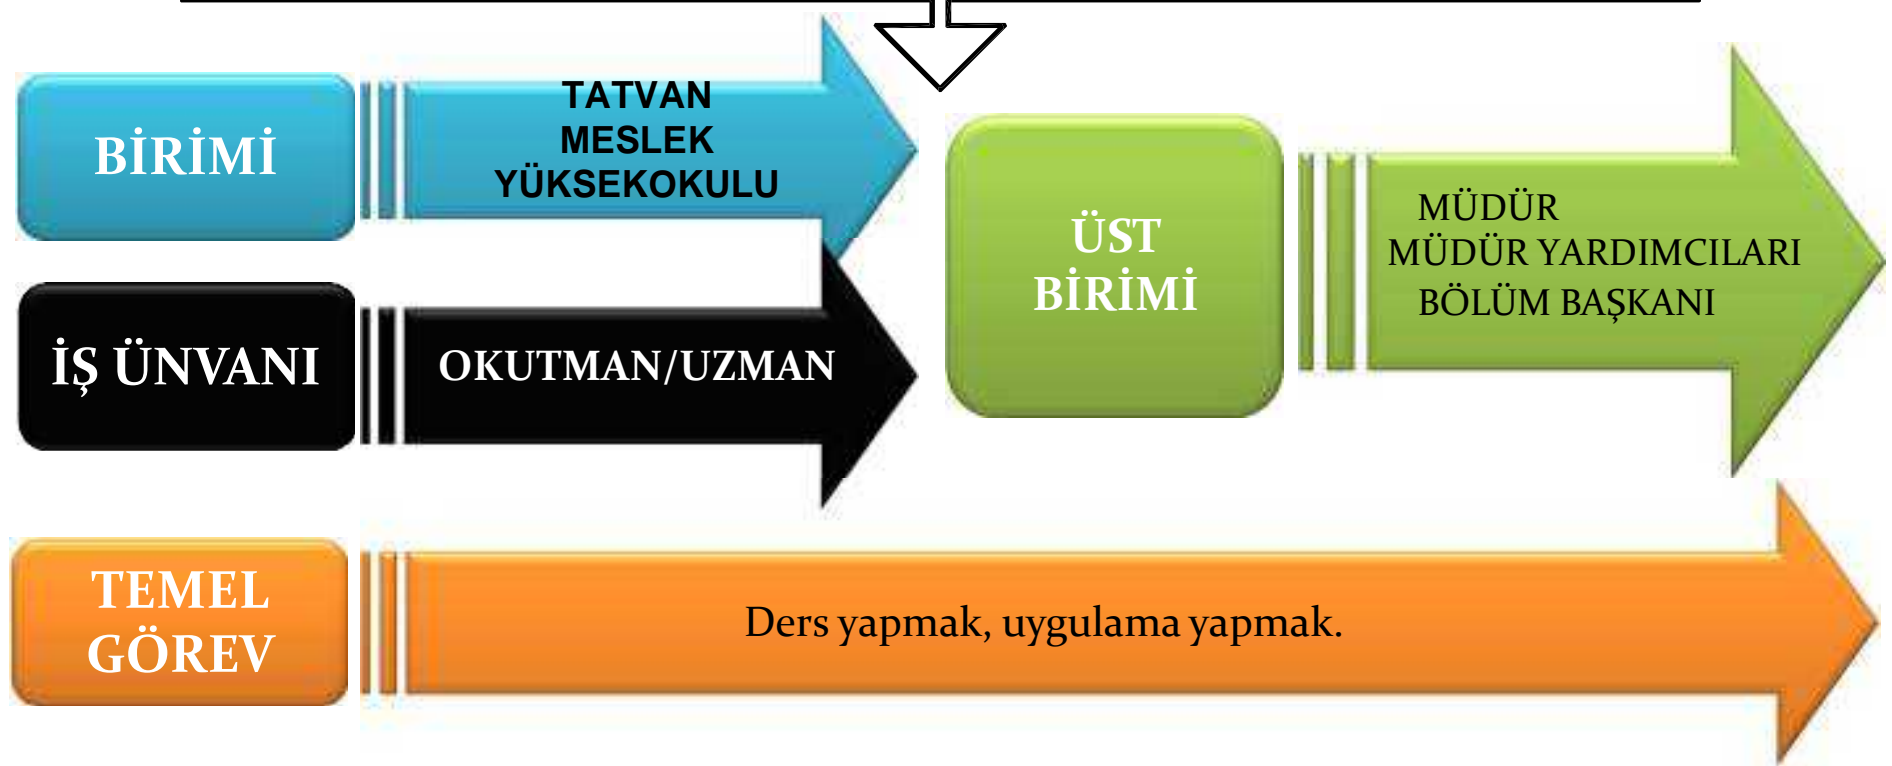 BİRİMİ
TATVAN
MESLEK
YÜKSEKOKULU
İŞ ÜNVANI
OKUTMAN/UZMAN
ÜST
BİRİMİ
MÜDÜR
MÜDÜR YARDIMCILARI
BÖLÜM BAŞKANI
TEMEL
GÖREV
Ders yapmak, uygulama yapmak.